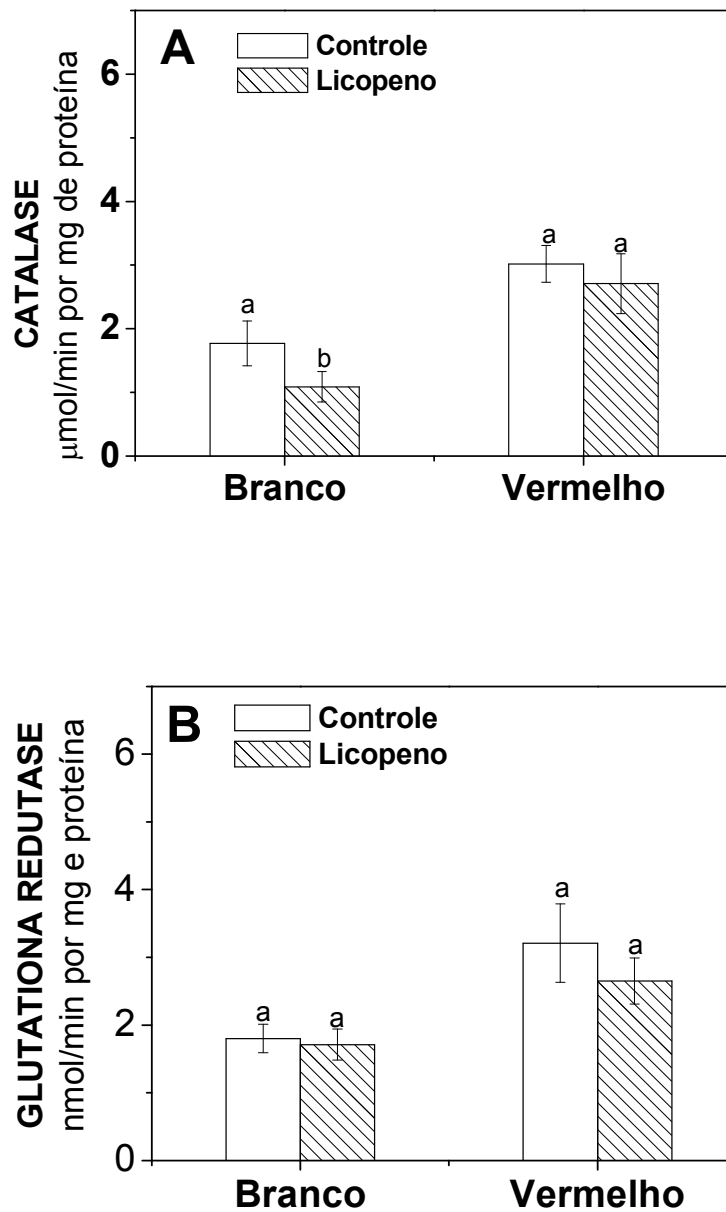 A
Controle
Licopeno
CATALASE
μmol/min por mg de proteína
6
4
2
0
a
b
a
a
Branco
Vermelho
B
Controle
Licopeno
GLUTATIONA REDUTASE
nmol/min por mg e proteína
6
4
2
0
a
a
a
a
Branco
Vermelho